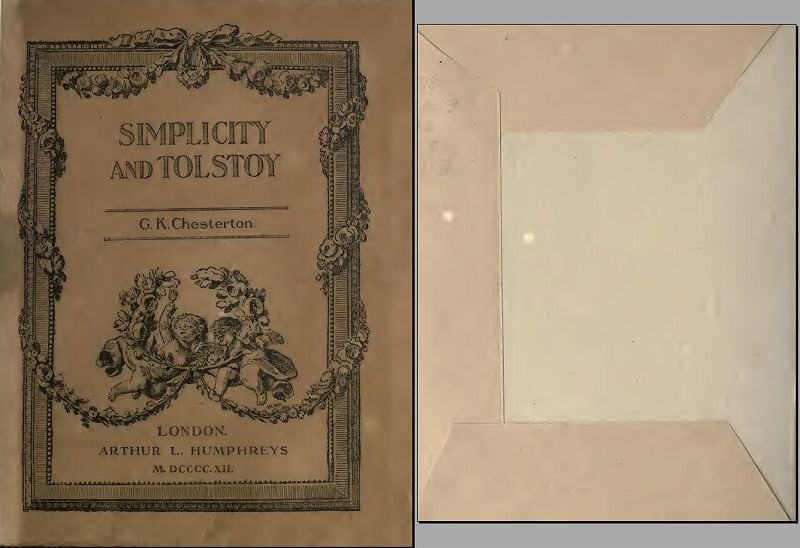 SIMPLICITY
AND TOLSTOY
G. K. Chesterton.
LONDON.
ARTHUR L. HUMPHREYS
M. DCCCC.XII.